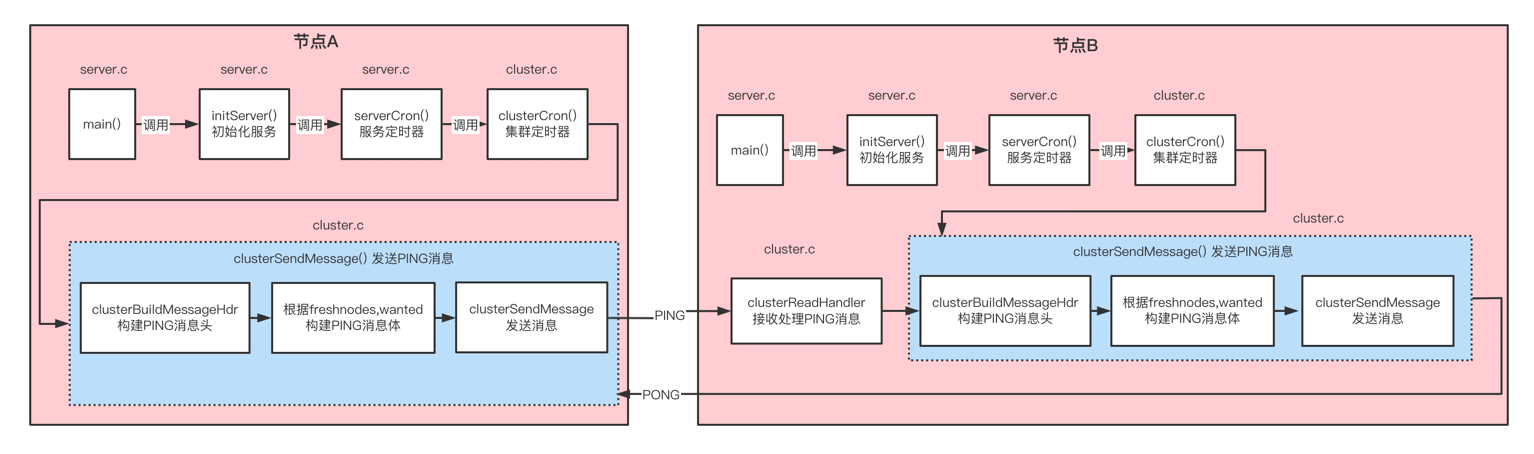 节点A
server.c
server.c
server.c
cluster.c
main()
调用
initServer()
初始化服务
调用
serverCron()
服务定时器
调用
clusterCron()
集群定时器
cluster.c
clusterSendMessage() 发送PING消息
clusterBuildMessageHdr
构建PING消息头
根据freshnodes,wanted
构建PING消息体
clusterSendMessage
发送消息
PING
PONG
节点B
server.c
server.c
server.c
cluster.c
main()
调用
initServer()
初始化服务
调用
serverCron()
服务定时器
调用
clusterCron()
集群定时器
cluster.c
cluster.c
clusterReadHandler
接收处理PING消息
clusterSendMessage() 发送PING消息
clusterBuildMessageHdr
构建PING消息头
根据freshnodes,wanted
构建PING消息体
clusterSendMessage
发送消息